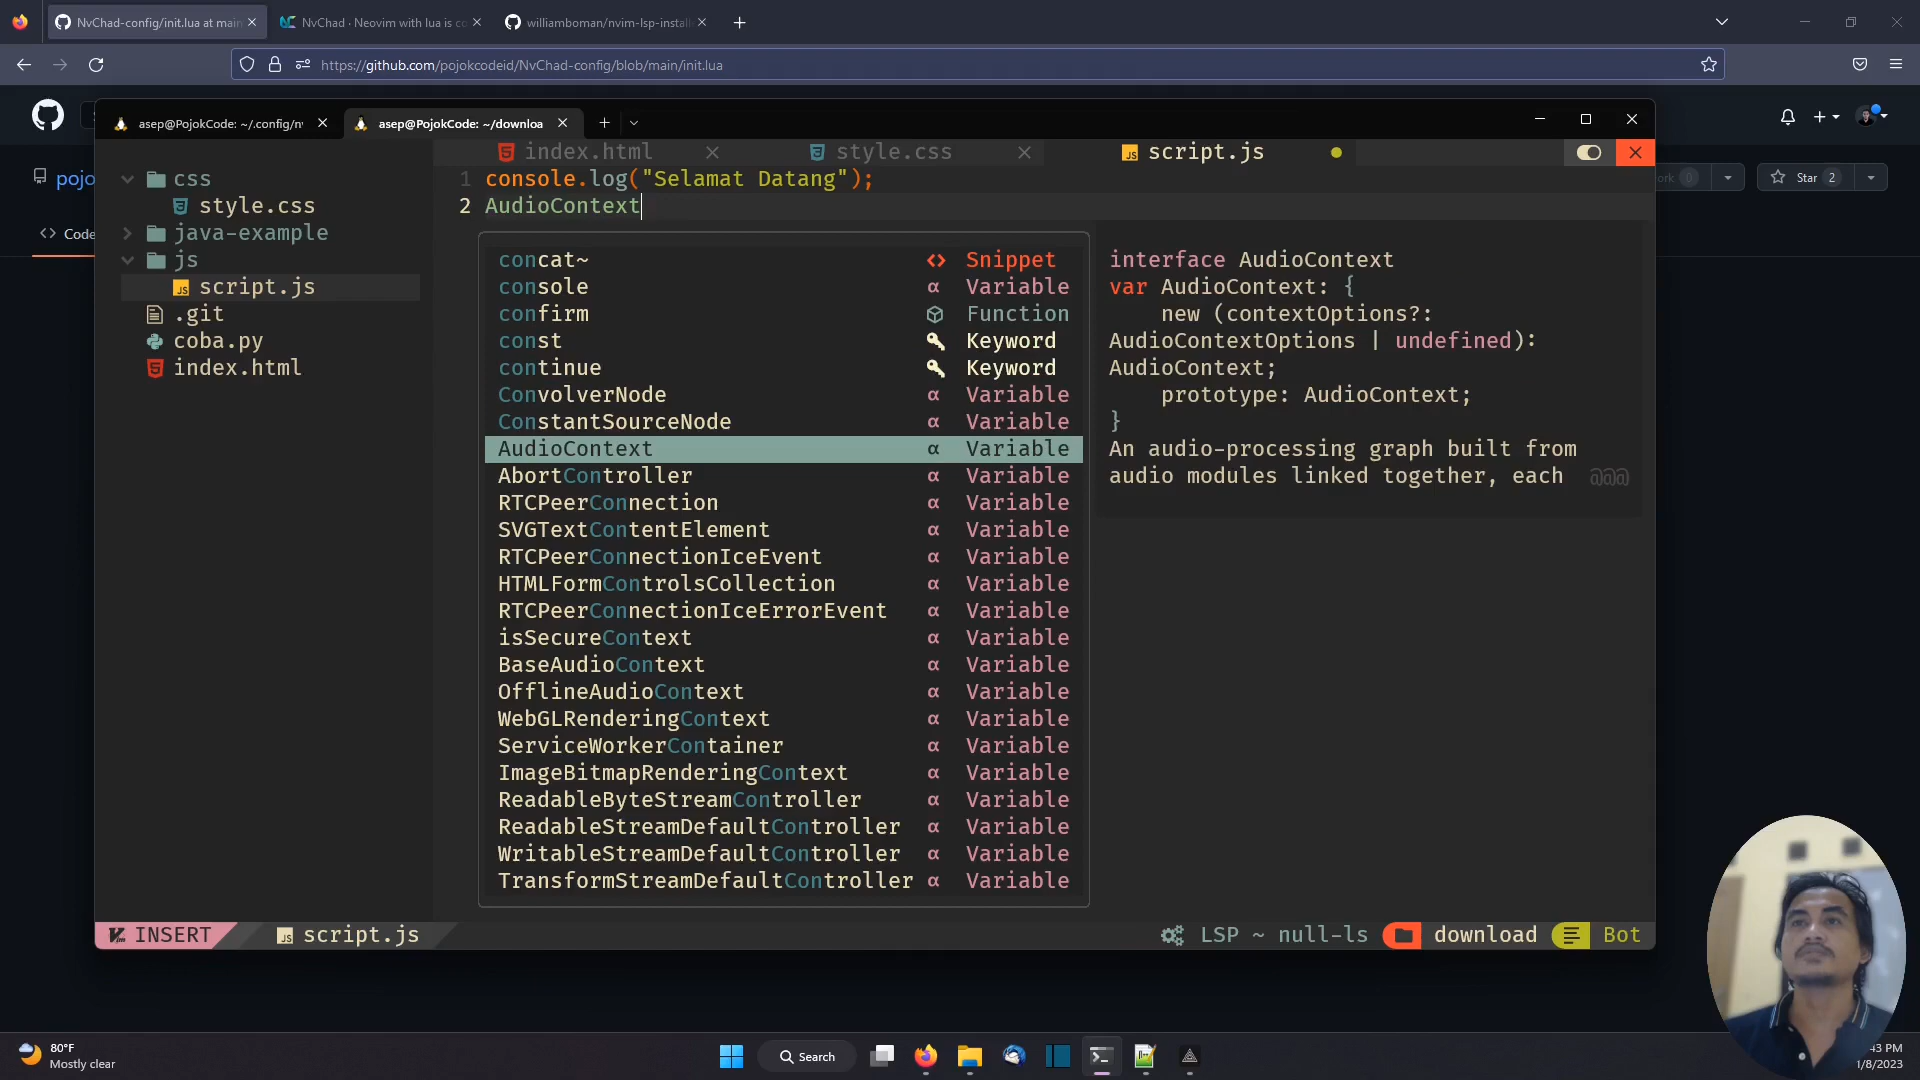 NvChad-config/init.lua at main
NvChad · Neovim with lua is co
williamboman/nvim-lsp-install
https://github.com/pojokcodeid/NvChad-config/blob/main/init.lua
asep@PojokCode: ~/.config/nv
asep@PojokCode: ~/downloa
pojo
Star 2
Code
css
style.css
java-example
js
script.js
.git
coba.py
index.html
index.html
style.css
script.js
1 console.log("Selamat Datang");
2 AudioContext
concat~ <> Snippet
console α Variable
confirm Function
const Keyword
continue Keyword
ConvolverNode α Variable
ConstantSourceNode α Variable
AudioContext α Variable
AbortController α Variable
RTCPeerConnection α Variable
SVGTextContentElement α Variable
RTCPeerConnectionIceEvent α Variable
HTMLFormControlsCollection α Variable
RTCPeerConnectionIceErrorEvent α Variable
isSecureContext α Variable
BaseAudioContext α Variable
OfflineAudioContext α Variable
WebGLRenderingContext α Variable
ServiceWorkerContainer α Variable
ImageBitmapRenderingContext α Variable
ReadableByteStreamController α Variable
ReadableStreamDefaultController α Variable
WritableStreamDefaultController α Variable
TransformStreamDefaultController α Variable
interface AudioContext
var AudioContext: {
new (contextOptions?:
AudioContextOptions | undefined):
AudioContext;
prototype: AudioContext;
}
An audio-processing graph built from
audio modules linked together, each @@@
INSERT script.js
LSP ~ null-ls download Bot
80°F
Mostly clear
Search
43 PM
1/8/2023